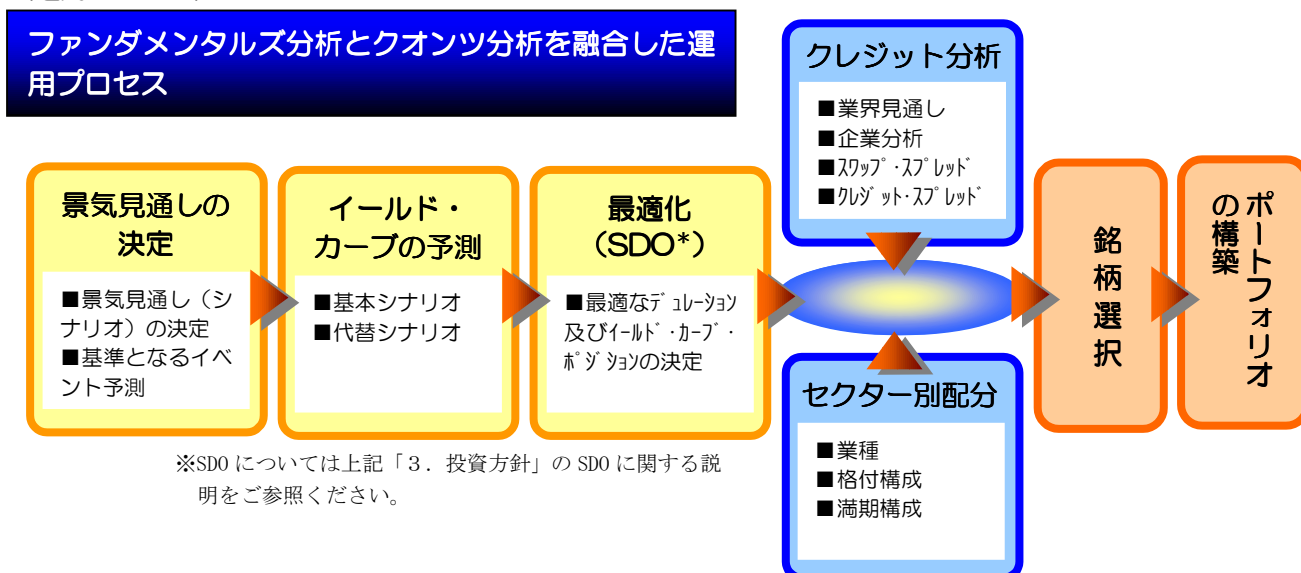 ファンダメンタルズ分析とクオンツ分析を融合した運
用プロセス
景気見通しの
決定
■景気見通し（シ
ナリオ）の決定
■基準となるイベ
ント予測
イールド・
カーブの予測
■基本シナリオ
■代替シナリオ
最適化
（SDO*）
■最適なﾃﾞｭﾚｰｼｮﾝ
及びｲｰﾙﾄﾞ・ｶｰﾌﾞ・
ﾎﾟｼﾞｼｮﾝの決定
クレジット分析
■業界見通し
■企業分析
■ｽﾜｯﾌﾟ・ｽﾌﾟﾚｯﾄﾞ
■ｸﾚｼﾞｯﾄ・ｽﾌﾟﾚｯﾄﾞ
セクター別配分
■業種
■格付構成
■満期構成
銘柄選択
ポートフォリオ
の構築
※SDO については上記「３．投資方針」の SDO に関する説
明をご参照ください。